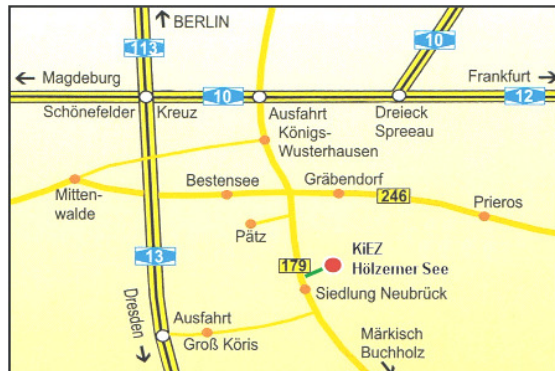 BERLIN
113
10
Magdeburg
Frankfurt
10
12
Schönefelder Kreuz
Ausfahrt
Königs-
Wusterhausen
Dreieck
Spreeau
Mitten-
walde
Bestensee
Gräbendorf
246
Prieros
Pätz
KiEZ
Hölzerner See
13
179
Siedlung Neubrück
Dresden
Ausfahrt
Groß Köris
Märkisch
Buchholz